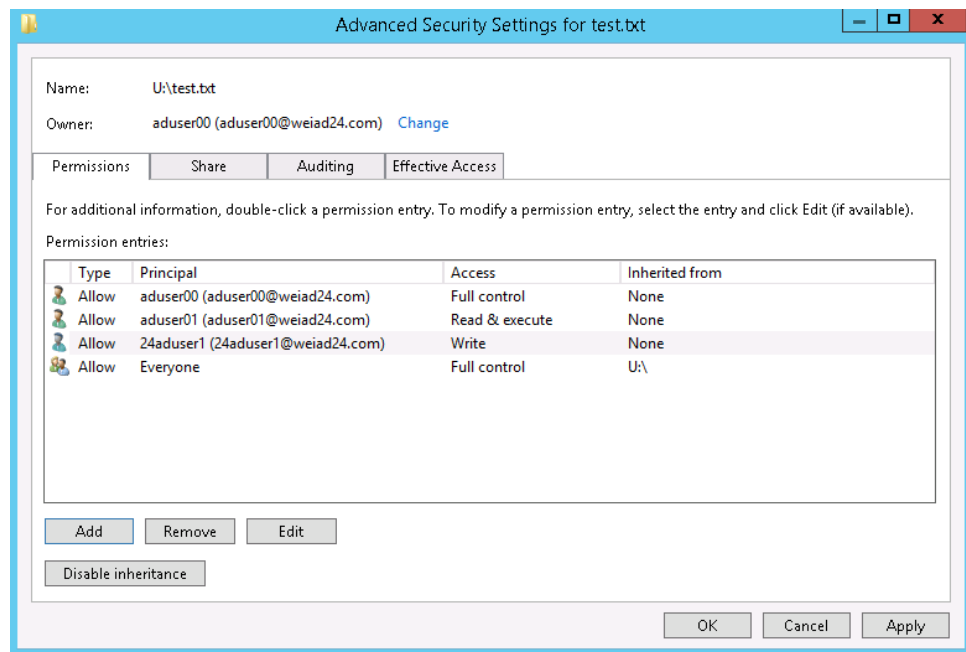 Advanced Security Settings for test.txt
Name: U:\test.txt
Owner: aduser00 (aduser00@weiad24.com) Change
Permissions Share Auditing Effective Access
For additional information, double-click a permission entry. To modify a permission entry, select the entry and click Edit (if available).
Permission entries:
Type Principal Access Inherited from
Allow aduser00 (aduser00@weiad24.com) Full control None
Allow aduser01 (aduser01@weiad24.com) Read & execute None
Allow 24aduser1 (24aduser1@weiad24.com) Write None
Allow Everyone Full control U:\
Add Remove Edit
Disable inheritance
OK Cancel Apply